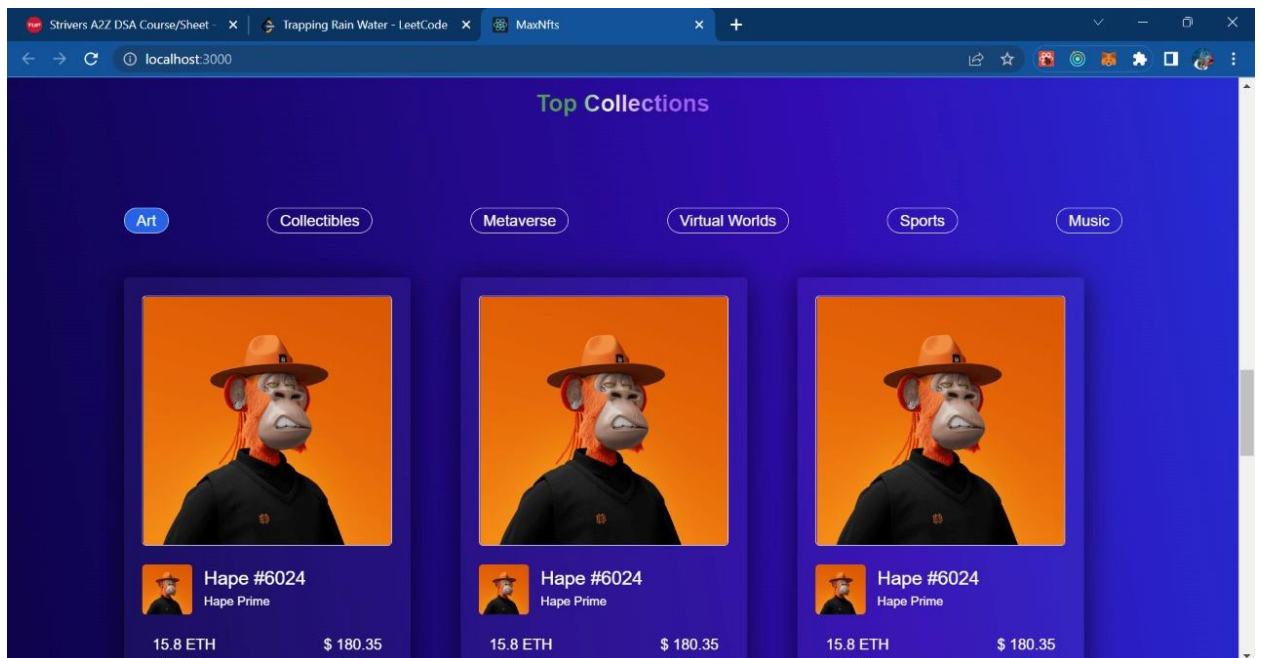 Strivers A2Z DSA Course/Sheet - Trapping Rain Water - LeetCode MaxNfts
localhost:3000
Top Collections
Art Collectibles Metaverse Virtual Worlds Sports Music
Hape #6024 Hape #6024 Hape #6024
Hape Prime Hape Prime Hape Prime
15.8 ETH $ 180.35 15.8 ETH $ 180.35 15.8 ETH $ 180.35